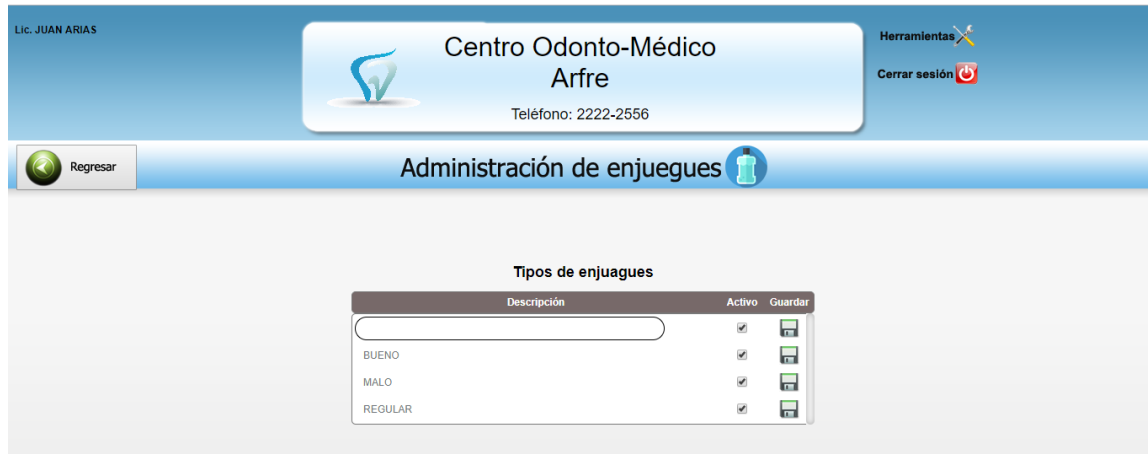 Lic. JUAN ARIAS
Centro Odonto-Médico
Arfre
Teléfono: 2222-2556
Herramientas
Cerrar sesión
Regresar
Administración de enjuegues
Tipos de enjuagues
Descripción Activo Guardar
BUENO
MALO
REGULAR